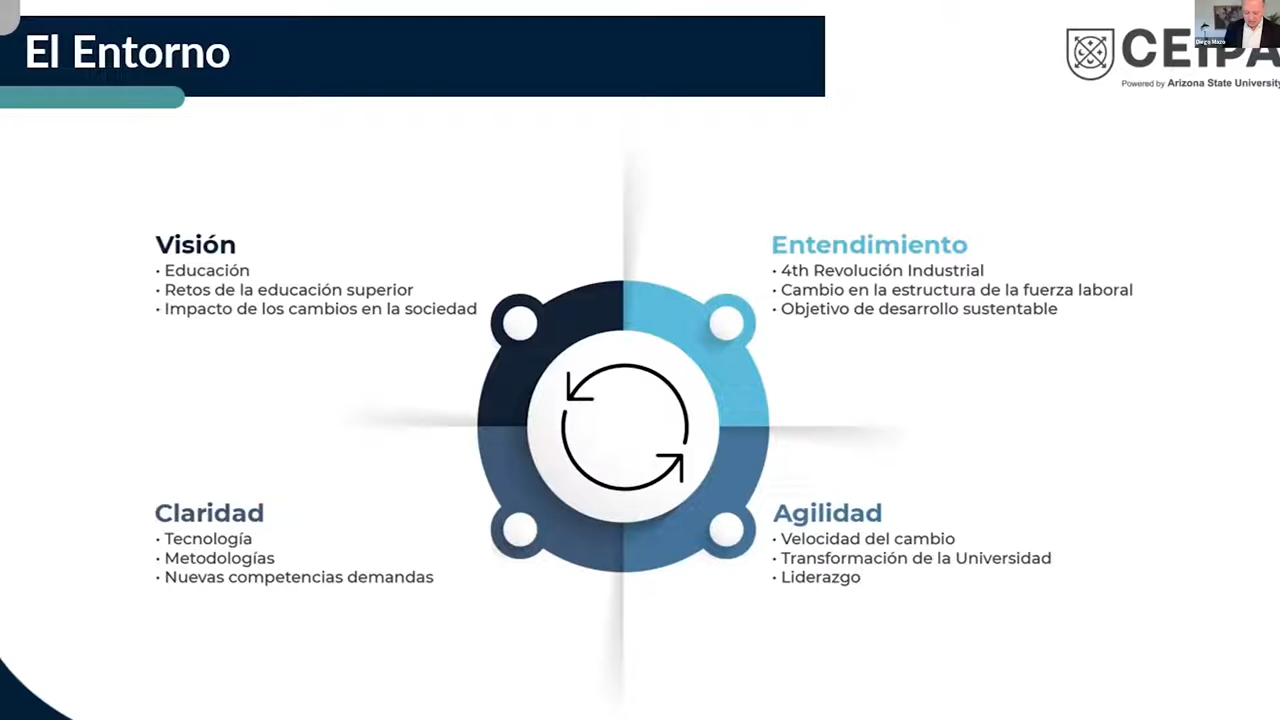 El Entorno
CEIPA
Powered by Arizona State University
Diego Mazo
Visión
• Educación
• Retos de la educación superior
• Impacto de los cambios en la sociedad
Entendimiento
• 4th Revolución Industrial
• Cambio en la estructura de la fuerza laboral
• Objetivo de desarrollo sustentable
Claridad
• Tecnología
• Metodologías
• Nuevas competencias demandas
Agilidad
• Velocidad del cambio
• Transformación de la Universidad
• Liderazgo